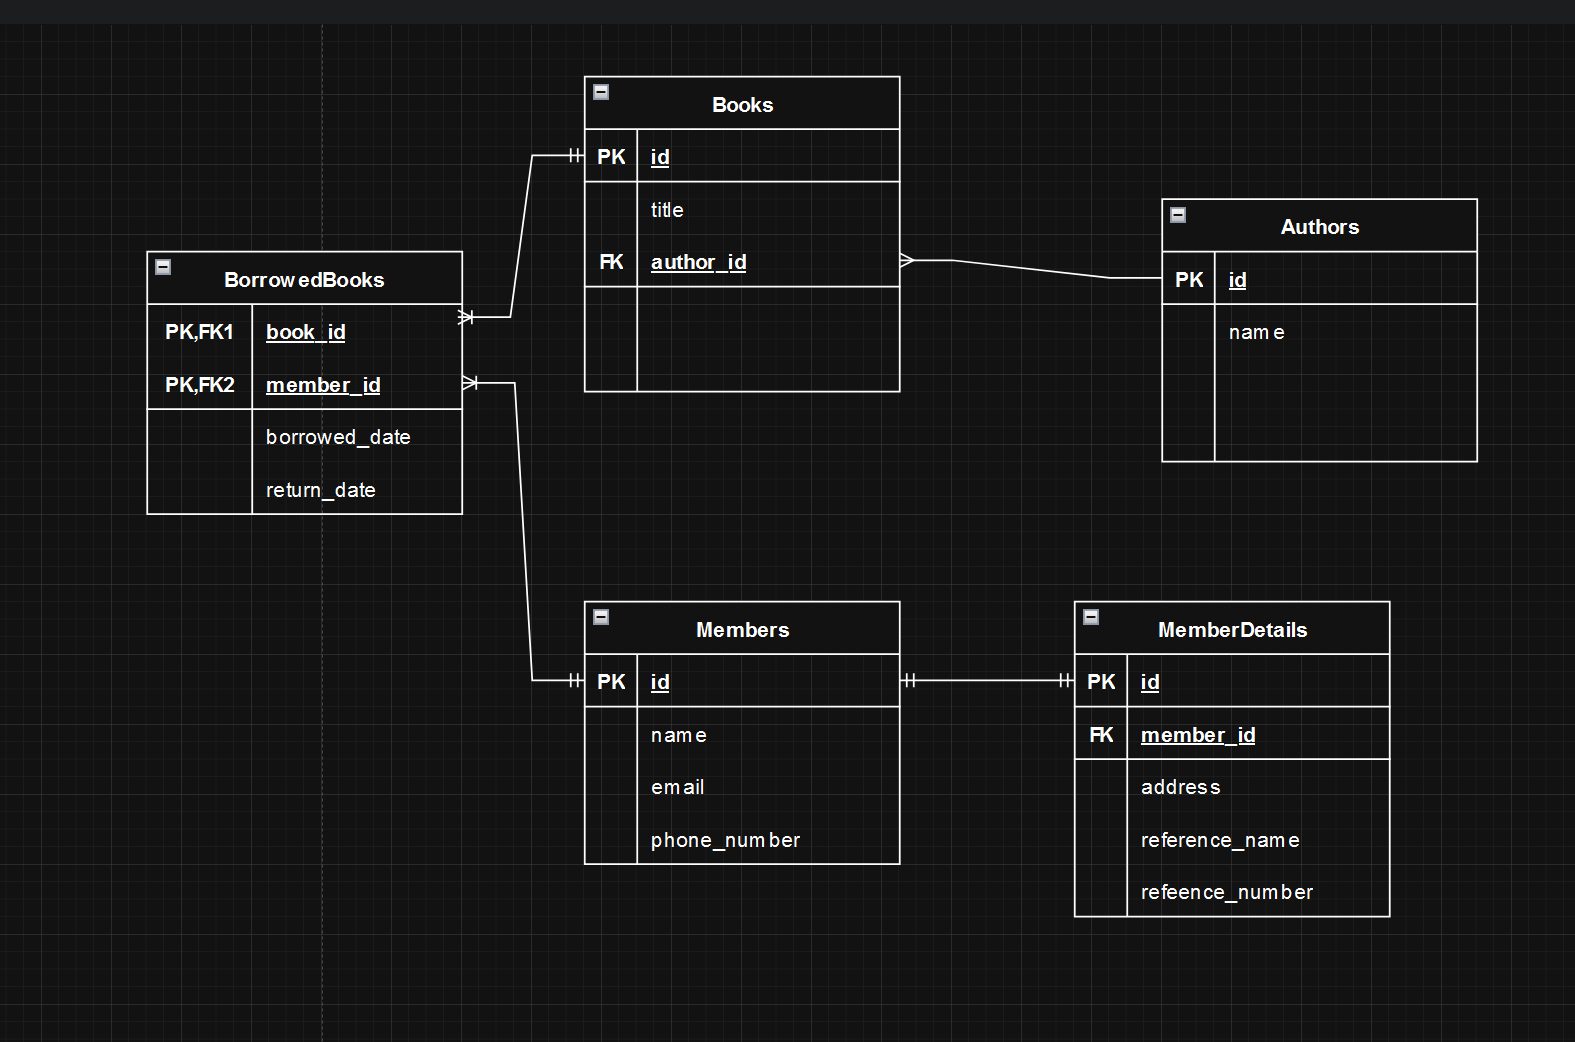 Books
PK id
title
FK author_id
Authors
PK id
name
BorrowedBooks
PK,FK1 book_id
PK,FK2 member_id
borrowed_date
return_date
Members
PK id
name
email
phone_number
MemberDetails
PK id
FK member_id
address
reference_name
refeence_number